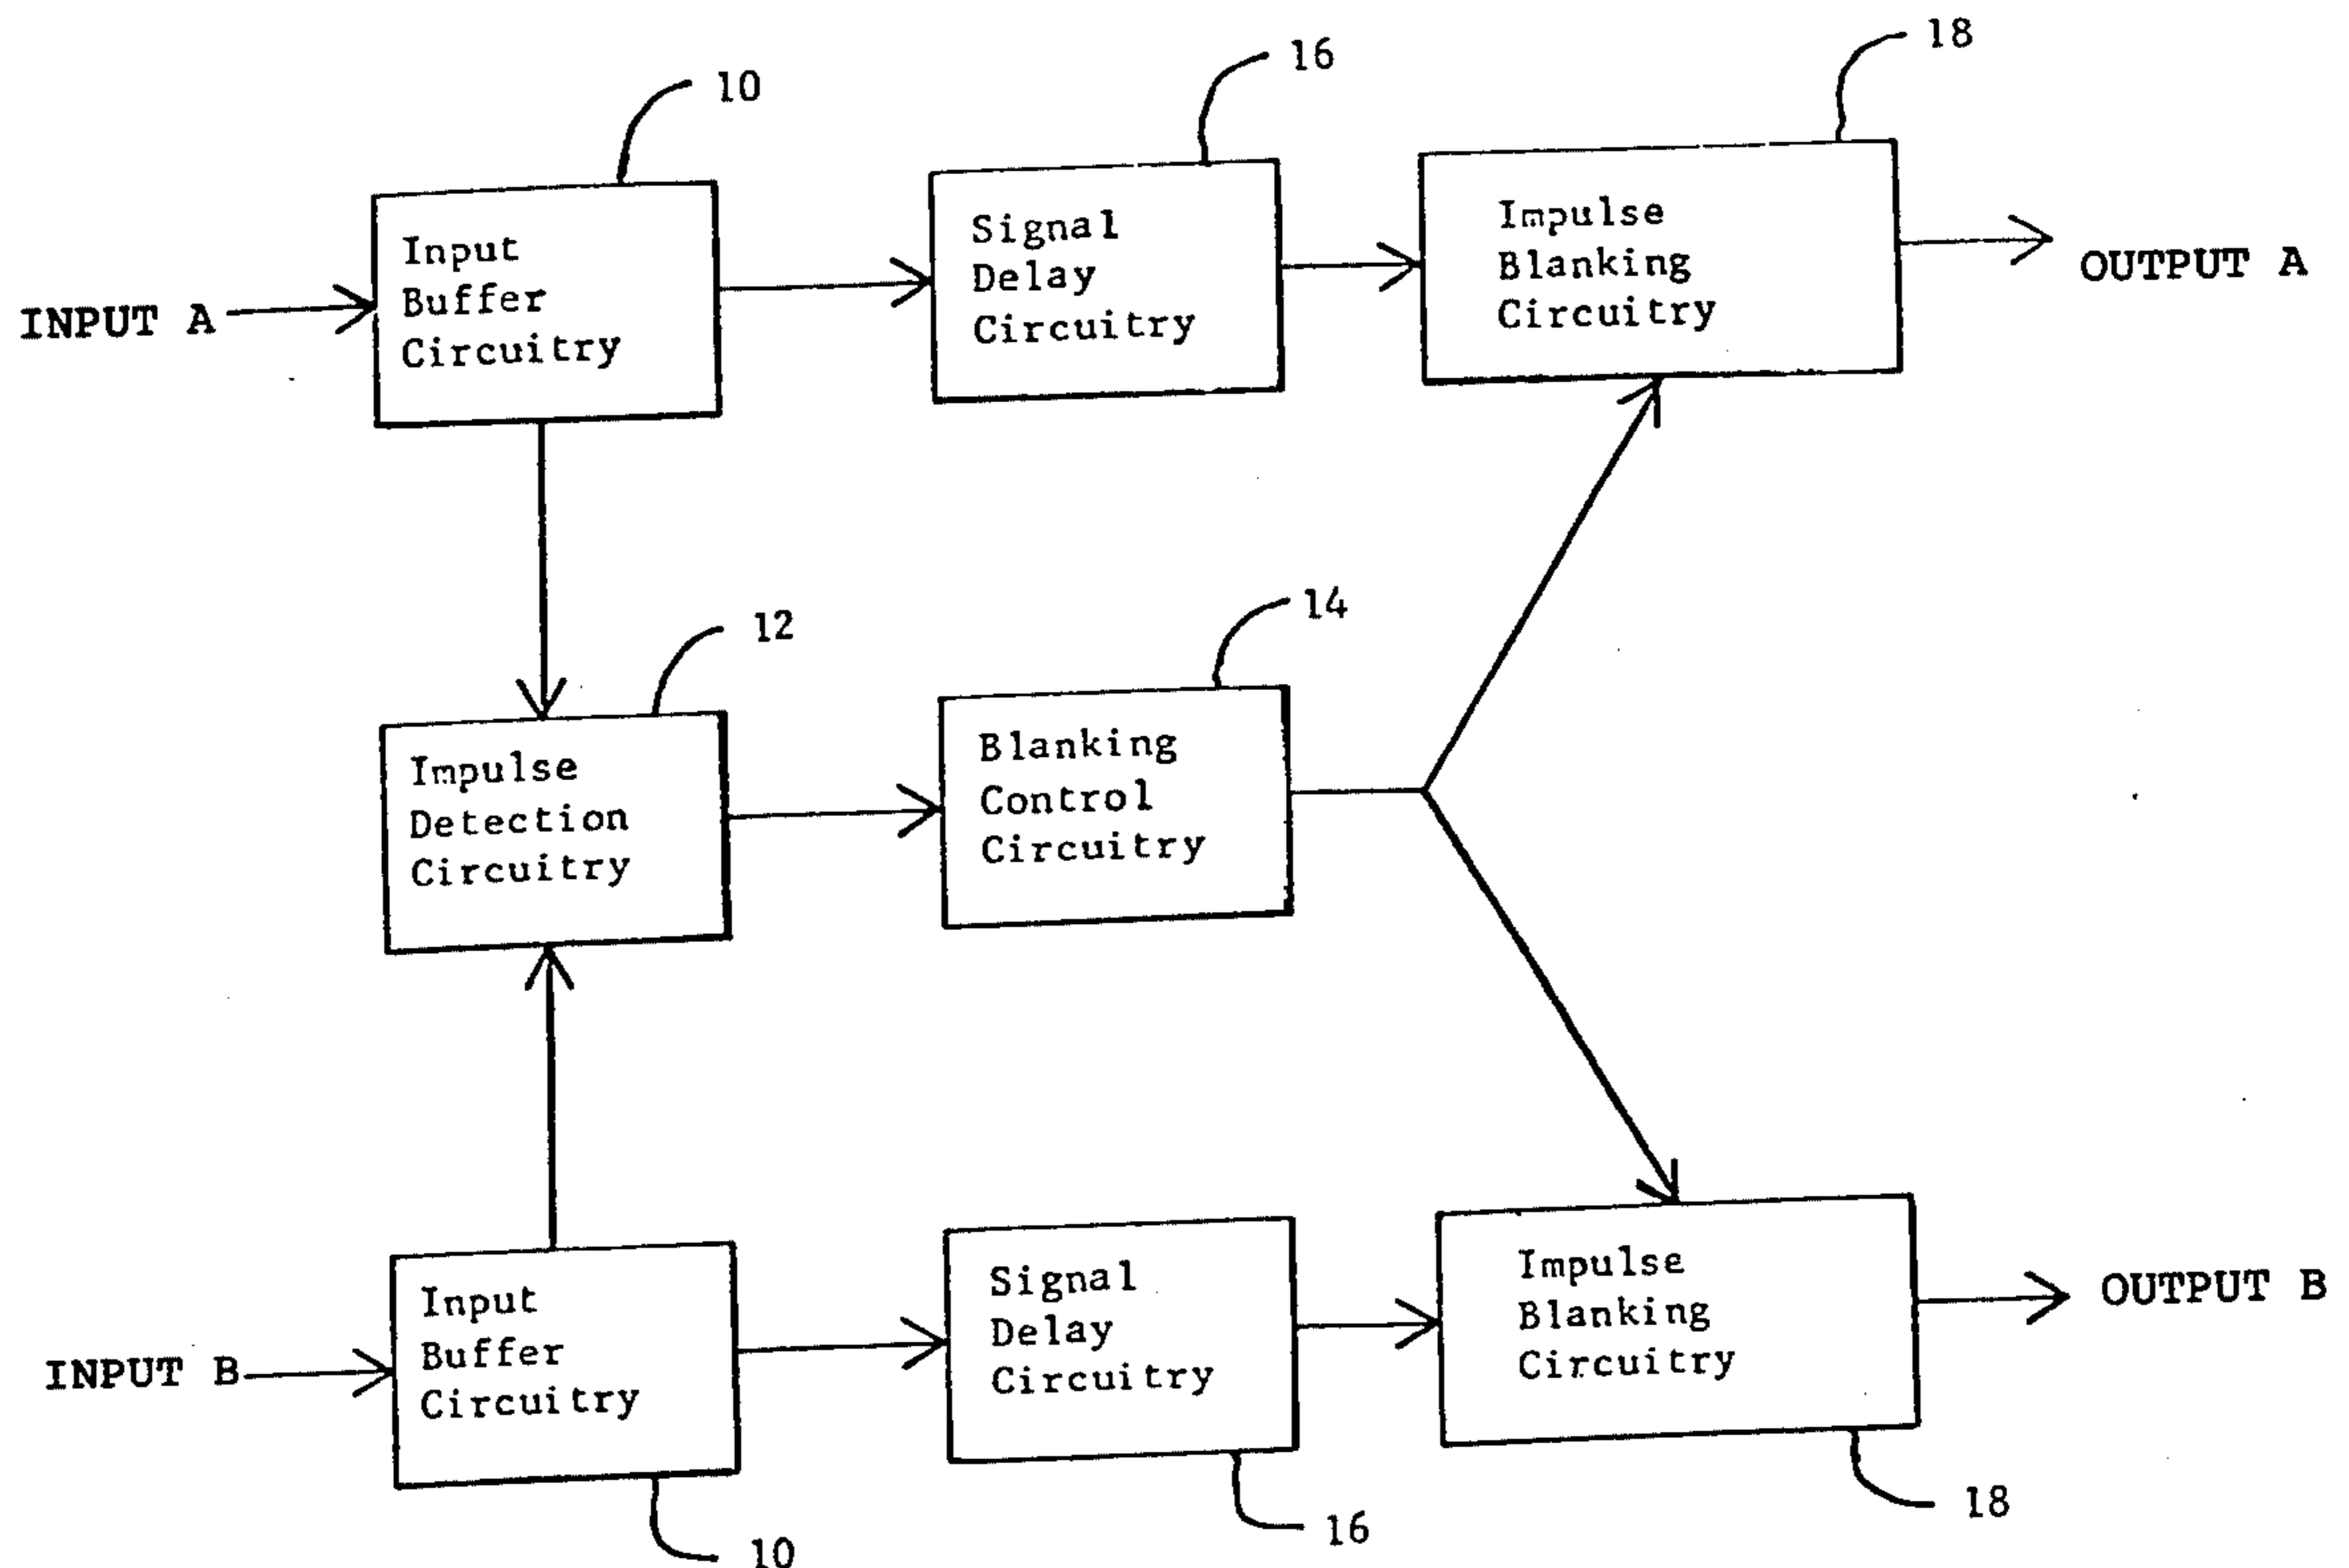 10
16
18
INPUT A
Input
Buffer
Circuitry
Signal
Delay
Circuitry
Impulse
Blanking
Circuitry
OUTPUT A
12
14
Impulse
Detection
Circuitry
Blanking
Control
Circuitry
INPUT B
Input
Buffer
Circuitry
Signal
Delay
Circuitry
Impulse
Blanking
Circuitry
OUTPUT B
10
16
18